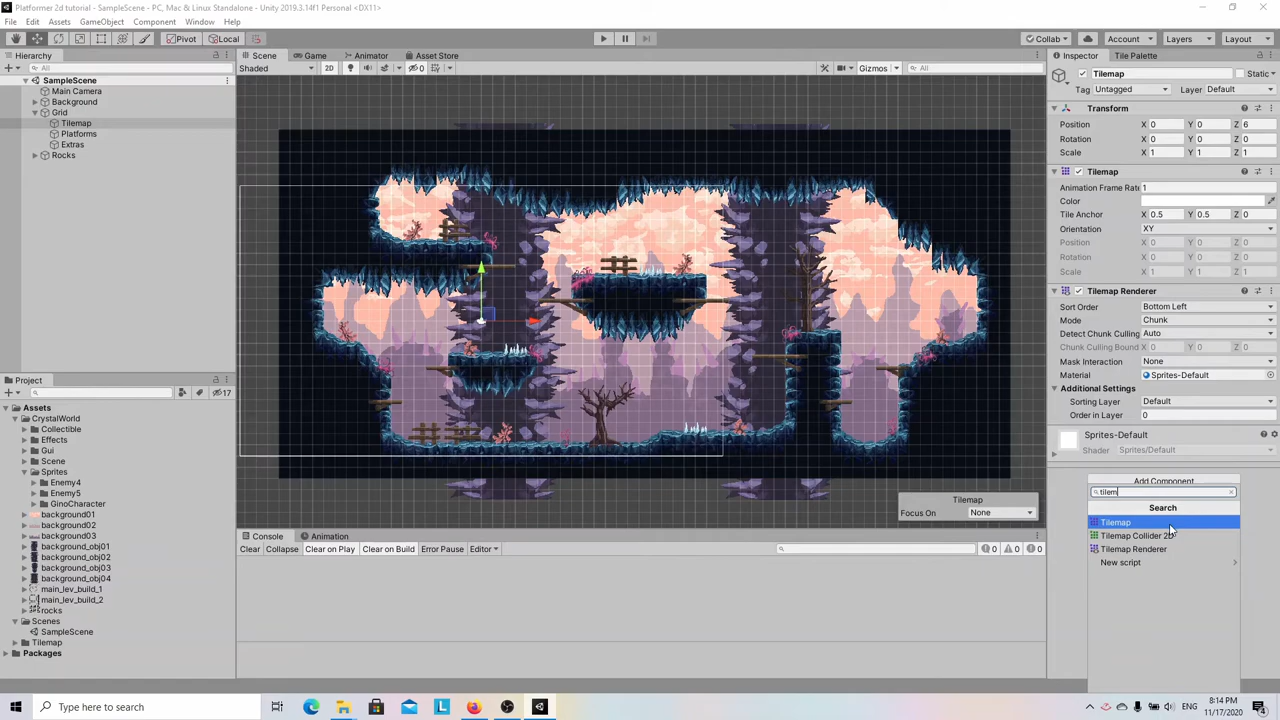 Platformer 2d tutorial - SampleScene - PC, Mac & Linux Standalone - Unity 2019.3.14f1 Personal <DX11>
File Edit Assets GameObject Component Window Help
Pivot Local Collab Account Layers Layout
Hierarchy
All
SampleScene
Main Camera
Background
Grid
Tilemap
Platforms
Extras
Rocks
Scene Game Animator Asset Store
Shaded 2D 0 Gizmos All
Tilemap
Focus On None
Project
17
Assets
CrystalWorld
Collectible
Effects
Gui
Scene
Sprites
Enemy4
Enemy5
GinoCharacter
background01
background02
background03
background_obj01
background_obj02
background_obj03
background_obj04
main_lev_build_1
main_lev_build_2
rocks
Scenes
SampleScene
Tilemap
Packages
Console Animation
Clear Collapse Clear on Play Clear on Build Error Pause Editor 0 0 0
Inspector Tile Palette
Tilemap Static
Tag Untagged Layer Default
Transform
Position X 0 Y 0 Z 6
Rotation X 0 Y 0 Z 0
Scale X 1 Y 1 Z 1
Tilemap
Animation Frame Rate 1
Color
Tile Anchor X 0.5 Y 0.5 Z 0
Orientation XY
Position X 0 Y 0 Z 0
Rotation X 0 Y 0 Z 0
Scale X 1 Y 1 Z 1
Tilemap Renderer
Sort Order Bottom Left
Mode Chunk
Detect Chunk Culling Auto
Chunk Culling Bound X 0 Y 0 Z 0
Mask Interaction None
Material Sprites-Default
Additional Settings
Sorting Layer Default
Order in Layer 0
Sprites-Default
Shader Sprites/Default
Add Component
tilem
Search
Tilemap
Tilemap Collider 2D
Tilemap Renderer
New script
Type here to search
ENG 8:14 PM
11/17/2020
4